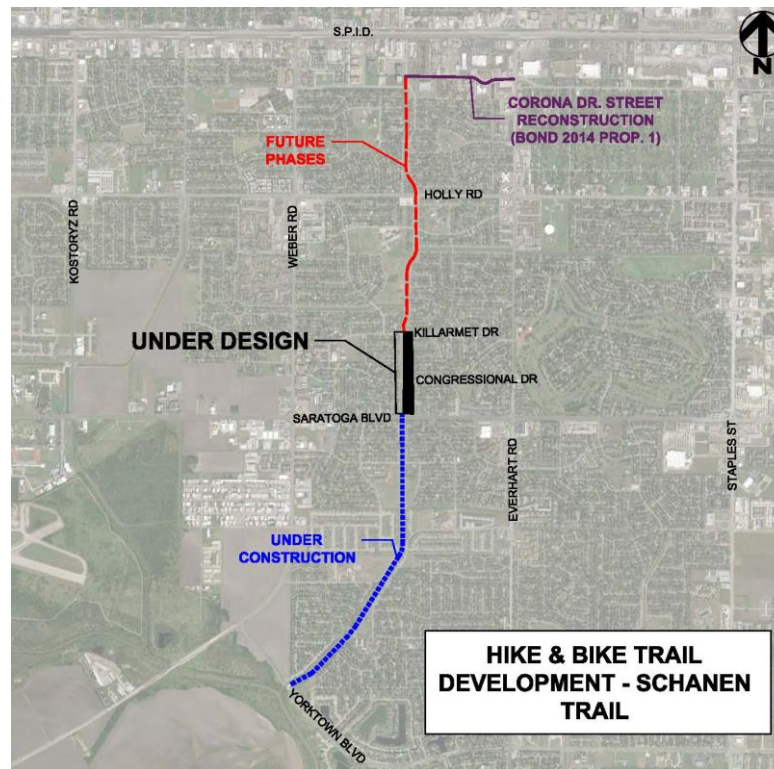 S.P.I.D.
N
CORONA DR. STREET
RECONSTRUCTION
(BOND 2014 PROP. 1)
FUTURE
PHASES
HOLLY RD
KOSTORYZ RD
WEBER RD
KILLARMET DR
UNDER DESIGN
CONGRESSIONAL DR
SARATOGA BLVD
EVERHART RD
STAPLES ST
UNDER
CONSTRUCTION
YORKTOWN BLVD
HIKE & BIKE TRAIL
DEVELOPMENT - SCHANEN
TRAIL